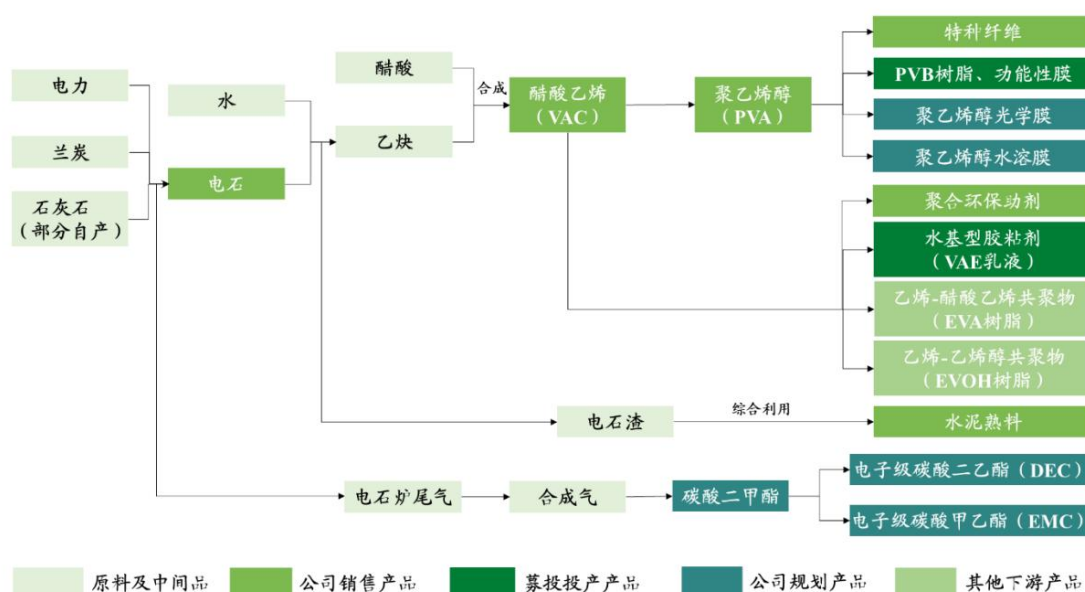 电力
兰炭
石灰石
（部分自产）
水
电石
醋酸
乙炔
合成
醋酸乙烯
（VAC）
聚乙烯醇
（PVA）
特种纤维
PVB树脂、功能性膜
聚乙烯醇光学膜
聚乙烯醇水溶膜
聚合环保助剂
水基型胶粘剂
（VAE乳液）
乙烯-醋酸乙烯共聚物
（EVA树脂）
乙烯-乙烯醇共聚物
（EVOH树脂）
电石渣
综合利用
水泥熟料
电石炉尾气
合成气
碳酸二甲酯
电子级碳酸二乙酯（DEC）
电子级碳酸甲乙酯（EMC）
原料及中间品
公司销售产品
募投投产产品
公司规划产品
其他下游产品